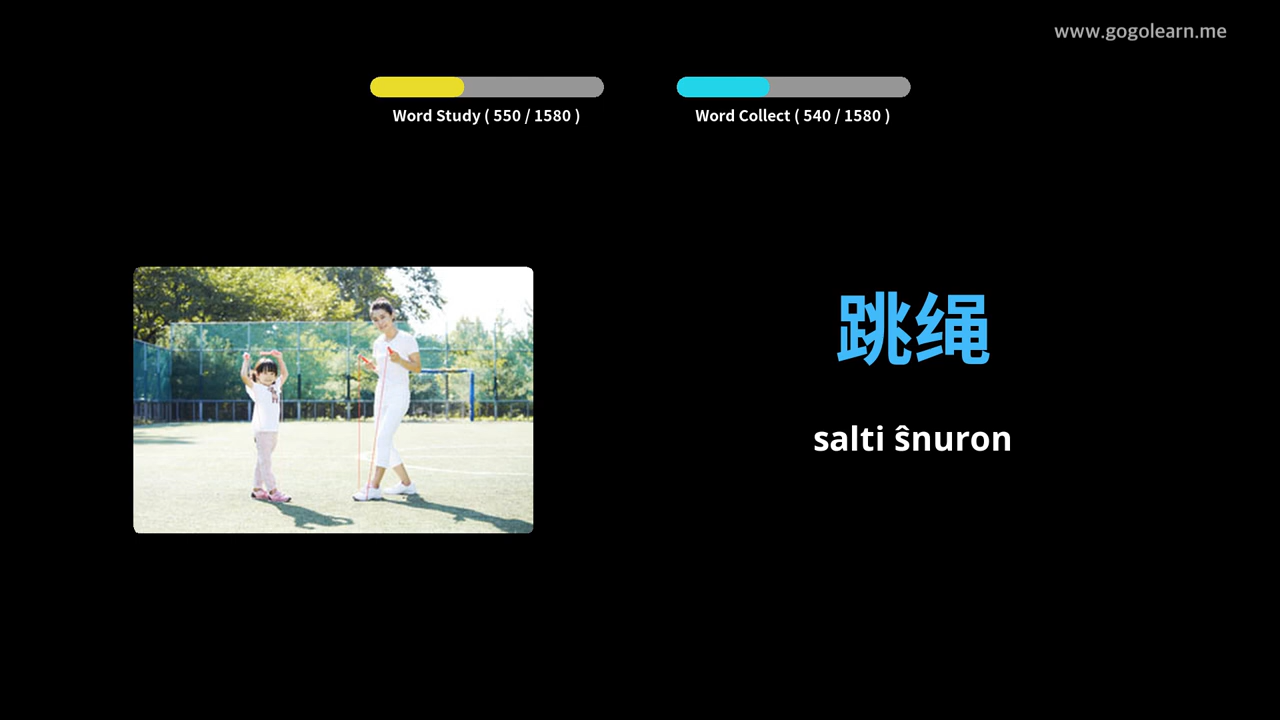 www.gogolearn.me
Word Study ( 550 / 1580 )
Word Collect ( 540 / 1580 )
跳绳
salti ŝnuron